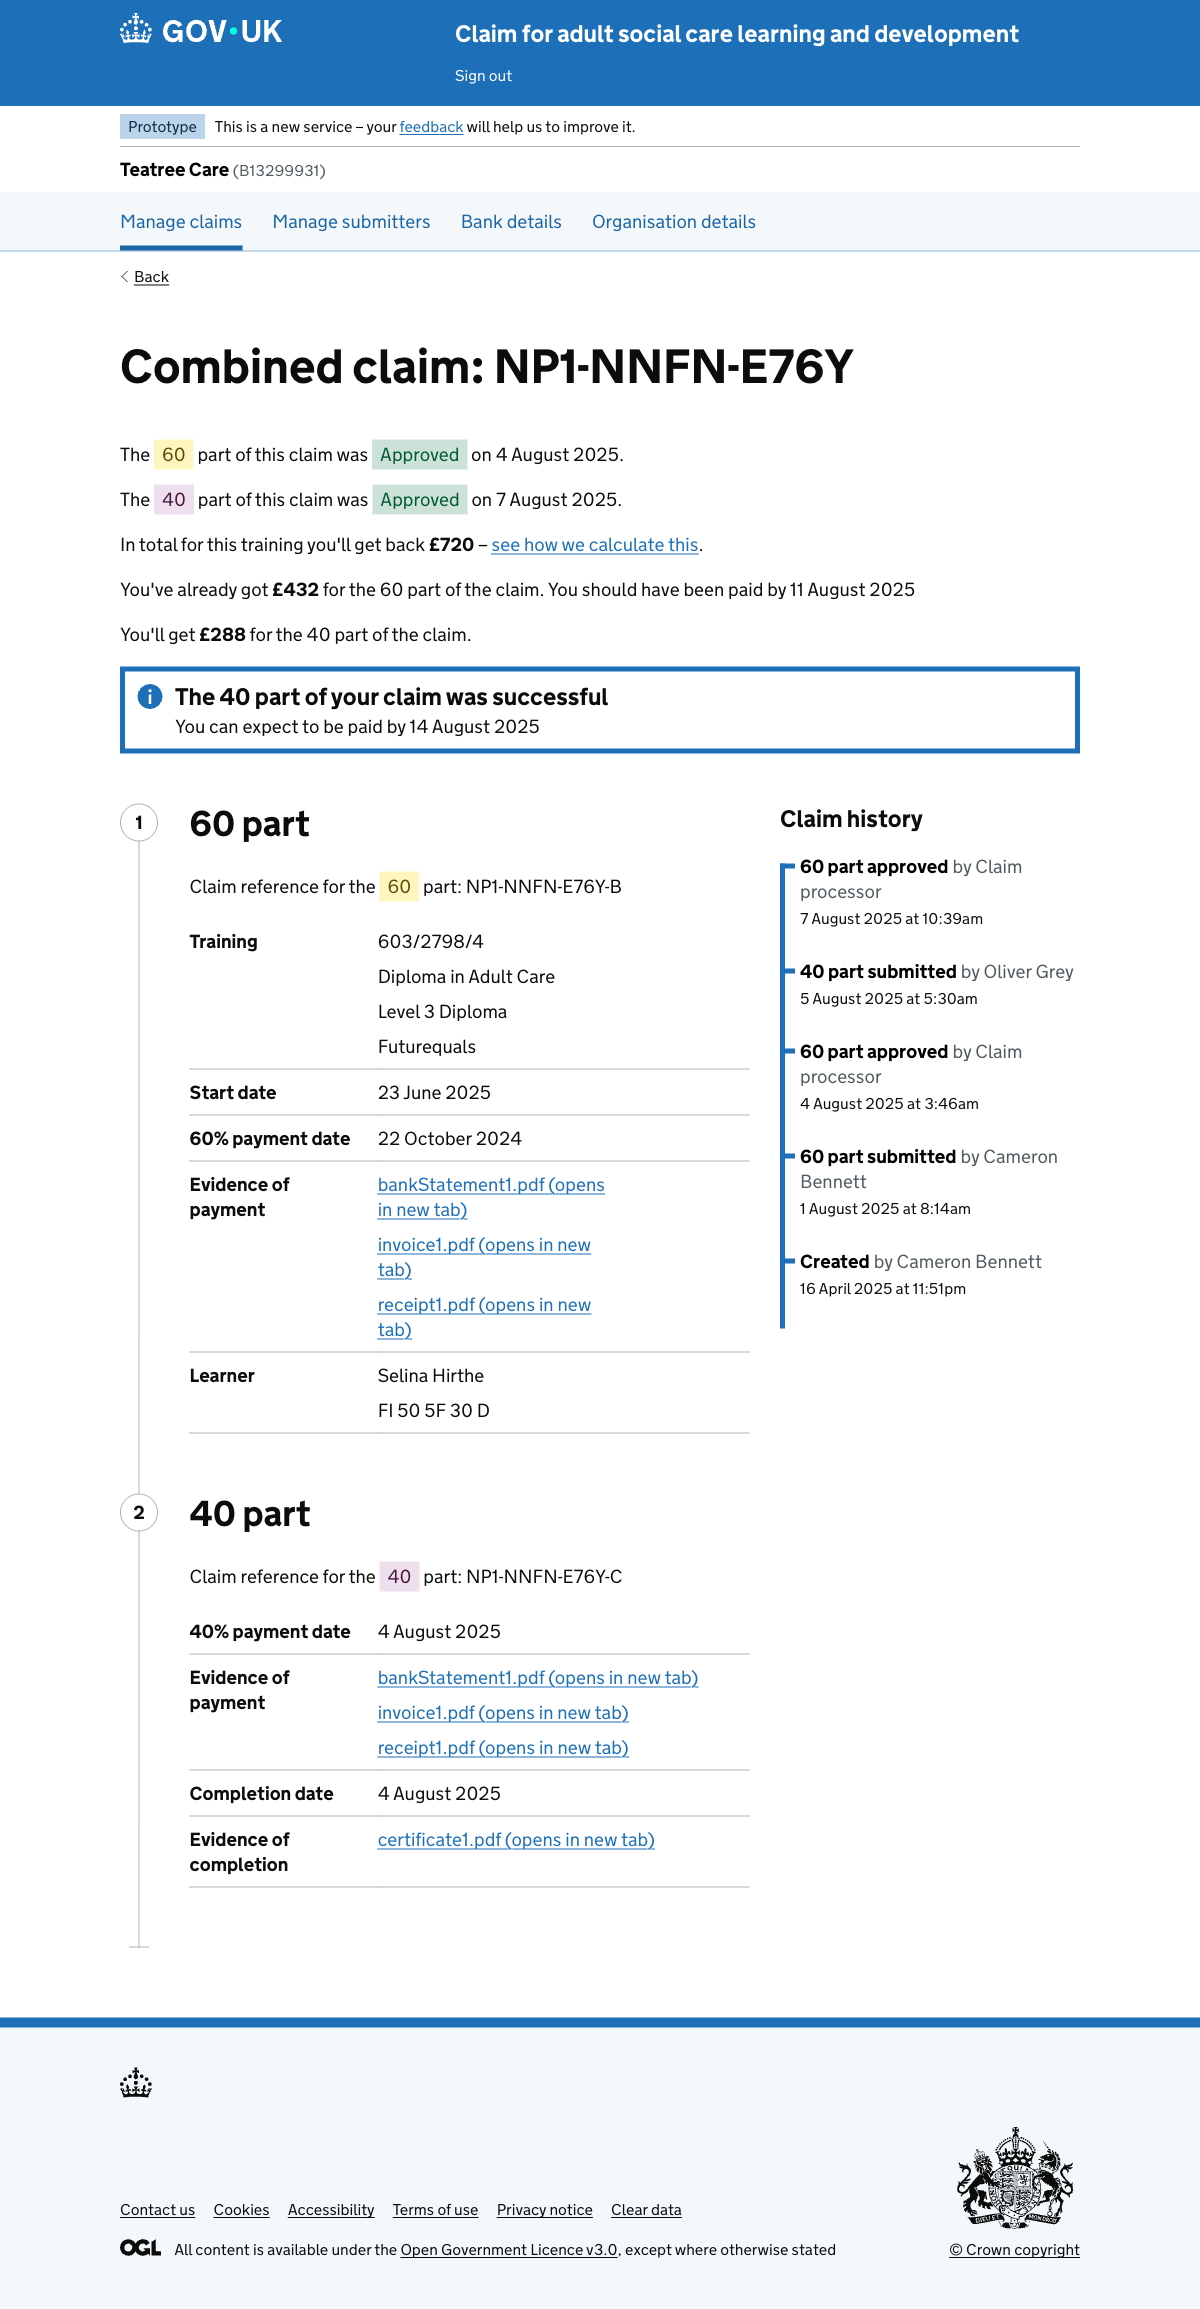 GOV·UK
Claim for adult social care learning and development
Sign out
Prototype This is a new service – your feedback will help us to improve it.
Teatree Care (B13299931)
Manage claims Manage submitters Bank details Organisation details
Back
Combined claim: NP1-NNFN-E76Y
The 60 part of this claim was Approved on 4 August 2025.
The 40 part of this claim was Approved on 7 August 2025.
In total for this training you'll get back £720 – see how we calculate this.
You've already got £432 for the 60 part of the claim. You should have been paid by 11 August 2025
You'll get £288 for the 40 part of the claim.
The 40 part of your claim was successful
You can expect to be paid by 14 August 2025
1
60 part
Claim reference for the 60 part: NP1-NNFN-E76Y-B
Training 603/2798/4
Diploma in Adult Care
Level 3 Diploma
Futurequals
Start date 23 June 2025
60% payment date 22 October 2024
Evidence of
payment
bankStatement1.pdf (opens
in new tab)
invoice1.pdf (opens in new
tab)
receipt1.pdf (opens in new
tab)
Learner Selina Hirthe
FI 50 5F 30 D
2
40 part
Claim reference for the 40 part: NP1-NNFN-E76Y-C
40% payment date 4 August 2025
Evidence of
payment
bankStatement1.pdf (opens in new tab)
invoice1.pdf (opens in new tab)
receipt1.pdf (opens in new tab)
Completion date 4 August 2025
Evidence of
completion
certificate1.pdf (opens in new tab)
Claim history
60 part approved by Claim
processor
7 August 2025 at 10:39am
40 part submitted by Oliver Grey
5 August 2025 at 5:30am
60 part approved by Claim
processor
4 August 2025 at 3:46am
60 part submitted by Cameron
Bennett
1 August 2025 at 8:14am
Created by Cameron Bennett
16 April 2025 at 11:51pm
Contact us Cookies Accessibility Terms of use Privacy notice Clear data
OGL All content is available under the Open Government Licence v3.0, except where otherwise stated
© Crown copyright